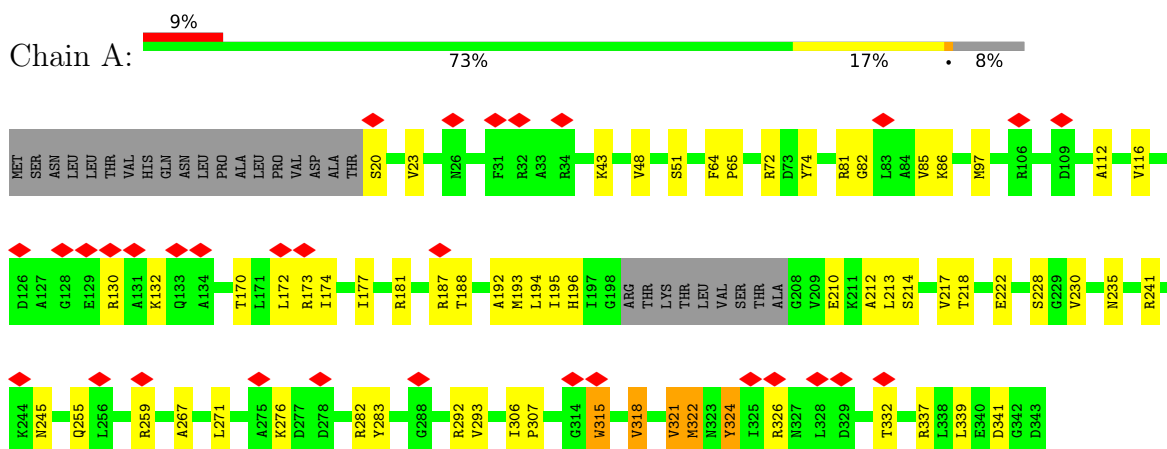 9%
Chain A:
73% 17% • 8%
MET SER ASN LEU LEU THR VAL HIS GLN ASN LEU PRO ALA LEU PRO VAL ASP ALA THR S20 V23 N26 F31 R32 A33 R34 K43 V48 S51 F64 P65 R72 D73 Y74 R81 G82 L83 A84 V85 K86 M97 R106 D109 A112 V116
D126 A127 G128 E129 R130 A131 K132 Q133 A134 T170 L171 L172 R173 I174 I177 R181 R187 T188 A192 M193 L194 I195 H196 I197 G198 ARG THR LYS THR LEU VAL SER THR ALA G208 V209 E210 K211 A212 L213 S214 V217 T218 E222 S228 G229 V230 N235 R241
K244 N245 Q255 L256 R259 A267 L271 A275 K276 D277 D278 R282 Y283 G288 R292 V293 I306 P307 G314 W315 V318 V321 M322 N323 Y324 I325 R326 N327 L328 D329 T332 R337 L338 L339 E340 D341 G342 D343